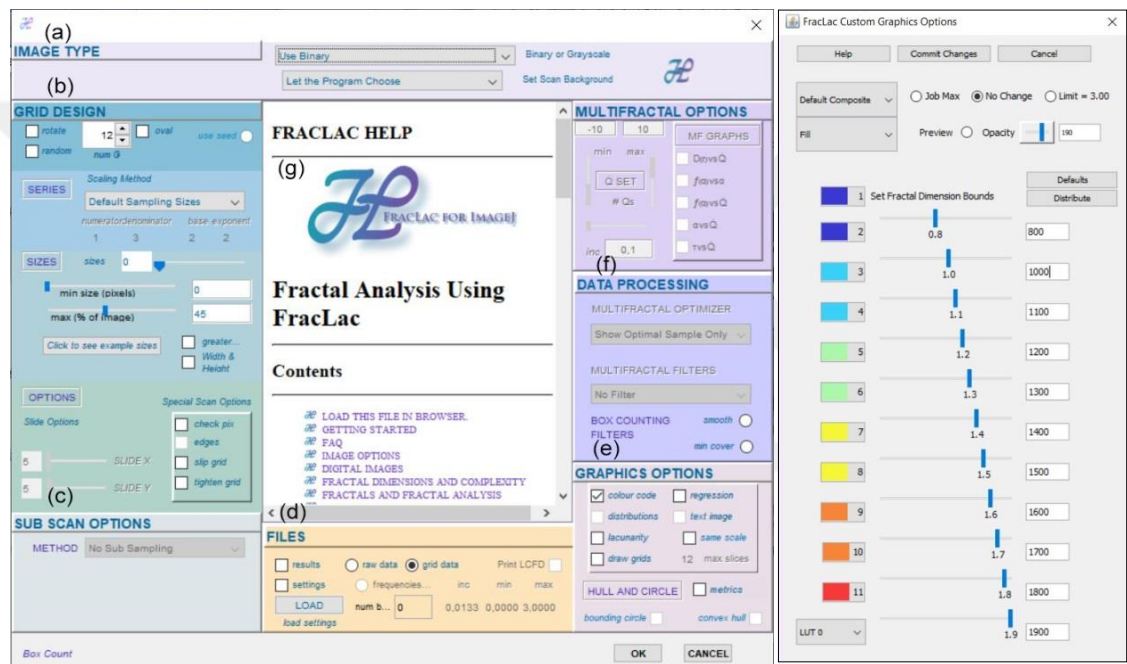 (a)
IMAGE TYPE
Use Binary
Binary or Grayscale
Let the Program Choose
Set Scan Background
(b)
GRID DESIGN
rotate
12
oval
use seed
random
num G
SERIES
Scaling Method
Default Sampling Sizes
numerator denominator base exponent
1 3 2 2
SIZES
sizes
0
min size (pixels)
0
max (% of image)
45
Click to see example sizes
greater...
Width & Height
OPTIONS
Special Scan Options
Slide Options
check pix
edges
5
SLIDE X
slip grid
5
SLIDE Y
tighten grid
(c)
SUB SCAN OPTIONS
METHOD
No Sub Sampling
Box Count
FRACLAC HELP
(g)
FRACLAC FOR IMAGEJ
Fractal Analysis Using
FracLac
Contents
LOAD THIS FILE IN BROWSER.
GETTING STARTED
FAQ
IMAGE OPTIONS
DIGITAL IMAGES
FRACTAL DIMENSIONS AND COMPLEXITY
FRACTALS AND FRACTAL ANALYSIS
(d)
FILES
results
raw data
grid data
Print LCFD
settings
frequencies...
inc min max
LOAD
num b...
0
0,0133 0,0000 3,0000
load settings
MULTIFRACTAL OPTIONS
-10 10
MF GRAPHS
min max
Q SET
# Qs
inc
0,1
(f)
DATA PROCESSING
MULTIFRACTAL OPTIMIZER
Show Optimal Sample Only
MULTIFRACTAL FILTERS
No Filter
BOX COUNTING
FILTERS
smooth
min cover
(e)
GRAPHICS OPTIONS
colour code
regression
distributions
text image
lacunarity
same scale
draw grids
12 max slices
HULL AND CIRCLE
metrics
bounding circle
convex hull
OK
CANCEL
FracLac Custom Graphics Options
Help
Commit Changes
Cancel
Default Composite
Job Max
No Change
Limit = 3.00
Fill
Preview
Opacity
190
Defaults
1 Set Fractal Dimension Bounds
Distribute
2
0.8
800
3
1.0
1000
4
1.1
1100
5
1.2
1200
6
1.3
1300
7
1.4
1400
8
1.5
1500
9
1.6
1600
10
1.7
1700
11
1.8
1800
LUT 0
1.9
1900